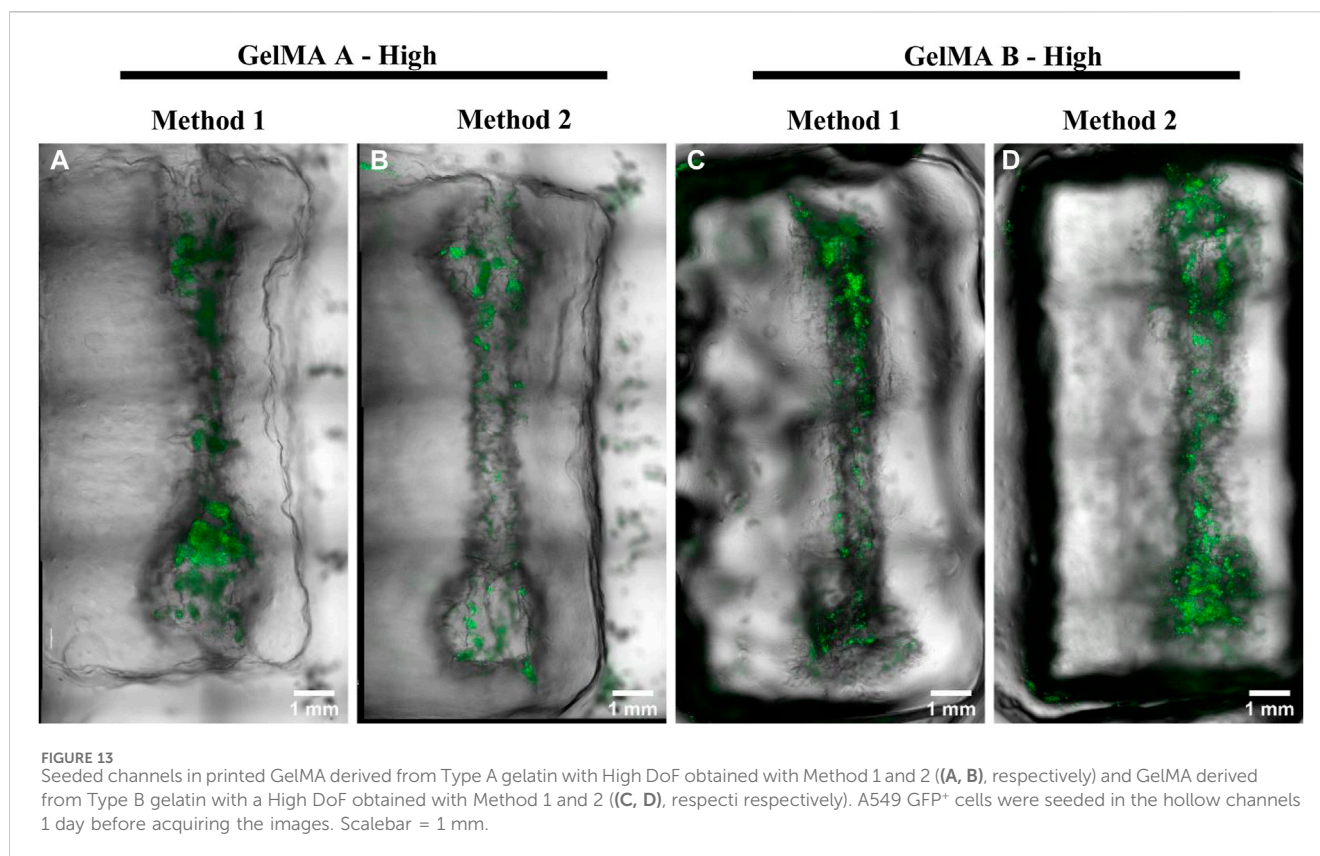 GelMA A - High
GelMA B - High
Method 1
Method 2
Method 1
Method 2
A
B
C
D
1 mm
1 mm
1 mm
1 mm
FIGURE 13
Seeded channels in printed GelMA derived from Type A gelatin with High DoF obtained with Method 1 and 2 ((A, B), respectively) and GelMA derived
from Type B gelatin with a High DoF obtained with Method 1 and 2 ((C, D), respecti respectively). A549 GFP⁺ cells were seeded in the hollow channels
1 day before acquiring the images. Scalebar = 1 mm.